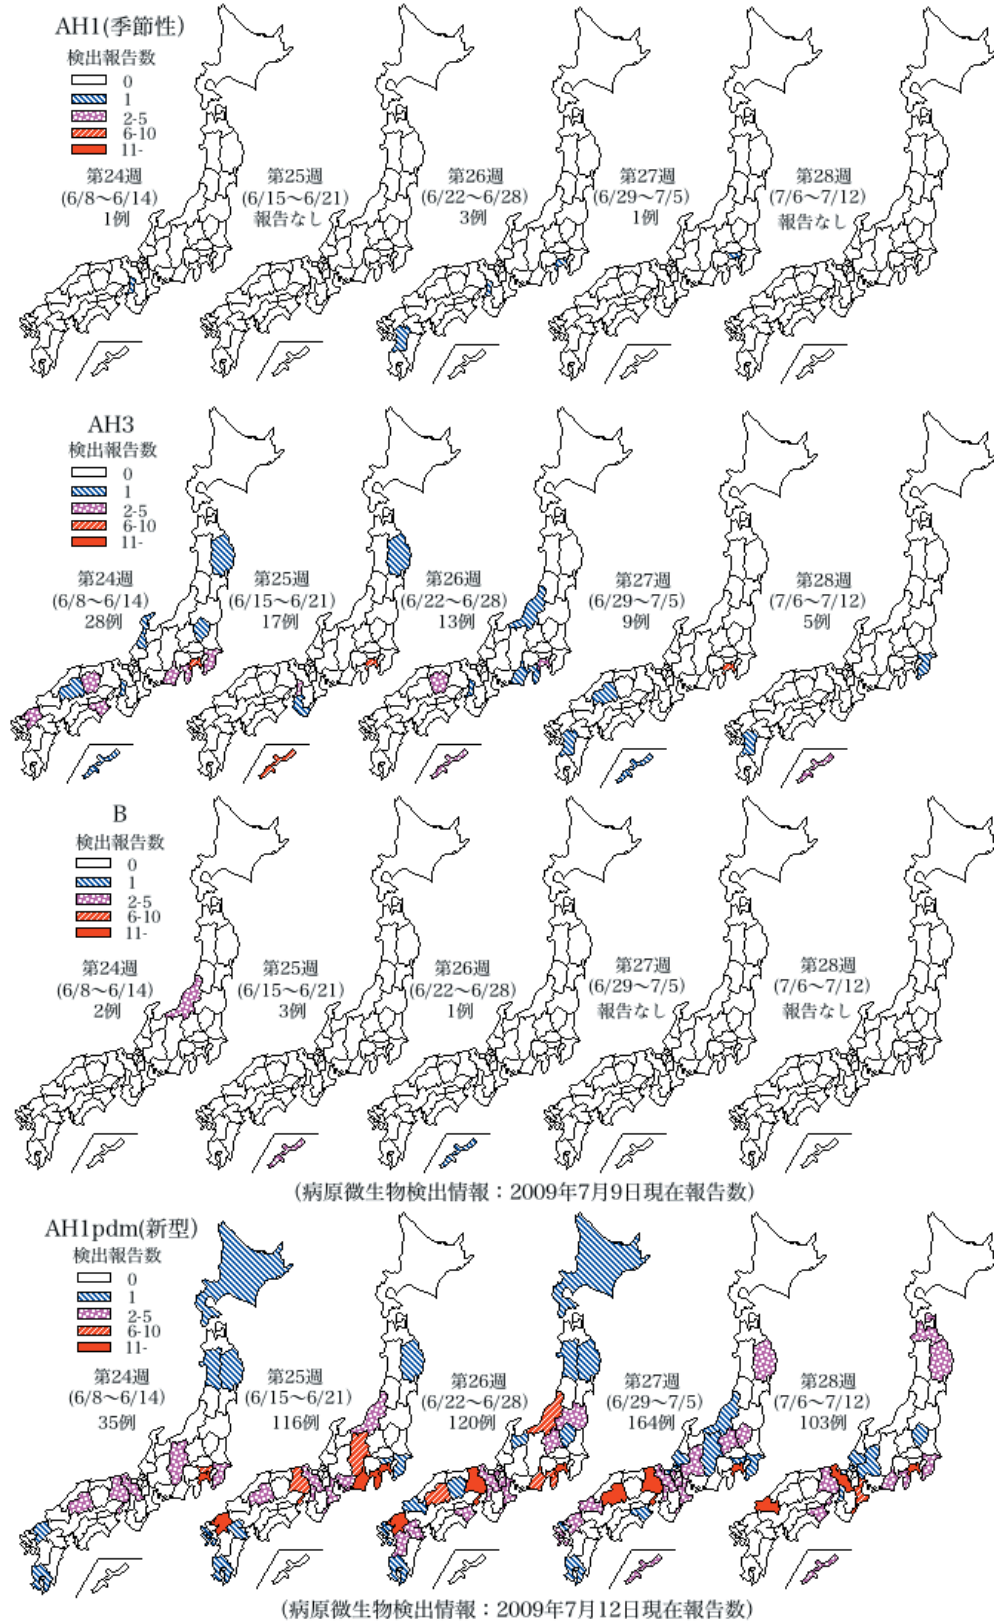 AH1(季節性)
検出報告数
0
1
2-5
6-10
11-
第24週
(6/8～6/14)
1例
第25週
(6/15～6/21)
報告なし
第26週
(6/22～6/28)
3例
第27週
(6/29～7/5)
1例
第28週
(7/6～7/12)
報告なし
AH3
検出報告数
0
1
2-5
6-10
11-
第24週
(6/8～6/14)
28例
第25週
(6/15～6/21)
17例
第26週
(6/22～6/28)
13例
第27週
(6/29～7/5)
9例
第28週
(7/6～7/12)
5例
B
検出報告数
0
1
2-5
6-10
11-
第24週
(6/8～6/14)
2例
第25週
(6/15～6/21)
3例
第26週
(6/22～6/28)
1例
第27週
(6/29～7/5)
報告なし
第28週
(7/6～7/12)
報告なし
(病原微生物検出情報：2009年7月9日現在報告数)
AH1pdm(新型)
検出報告数
0
1
2-5
6-10
11-
第24週
(6/8～6/14)
35例
第25週
(6/15～6/21)
116例
第26週
(6/22～6/28)
120例
第27週
(6/29～7/5)
164例
第28週
(7/6～7/12)
103例
(病原微生物検出情報：2009年7月12日現在報告数)